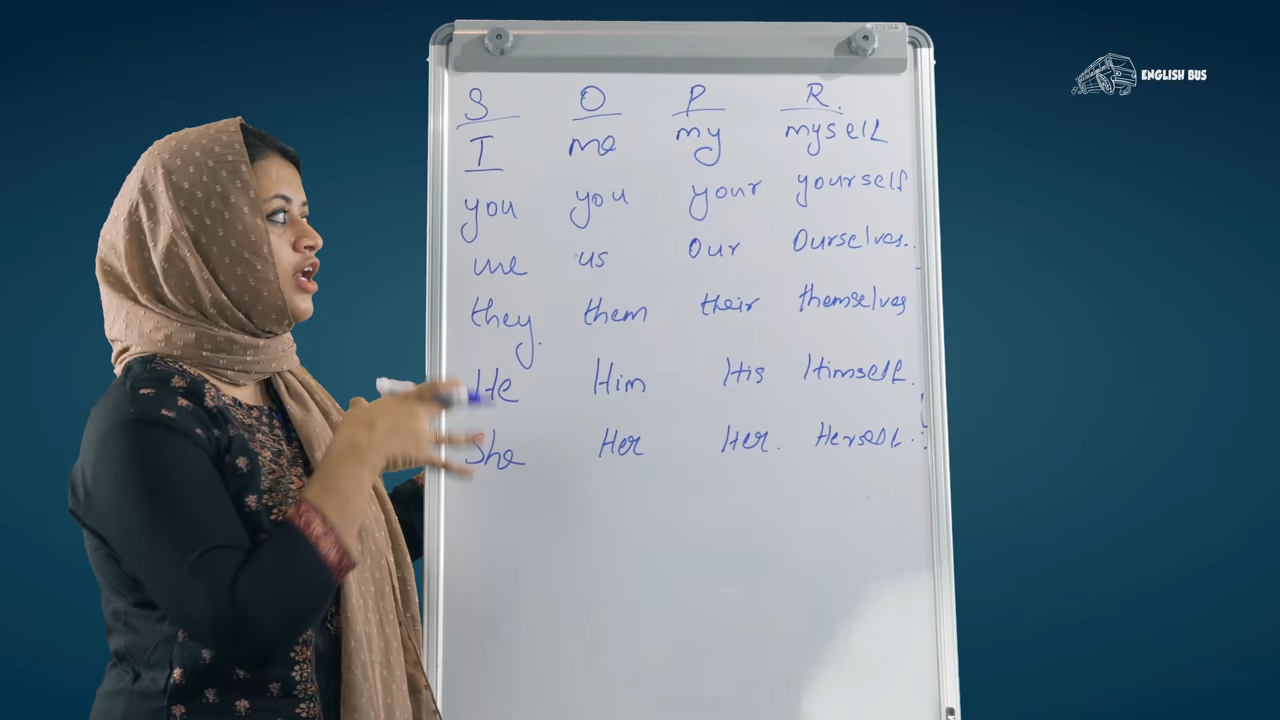 S O P R.
I me my myself
you you your yourself
we us our ourselves.
they. them their themselves
He Him His Himself.
She Her Her. Herself.
ENGLISH BUS